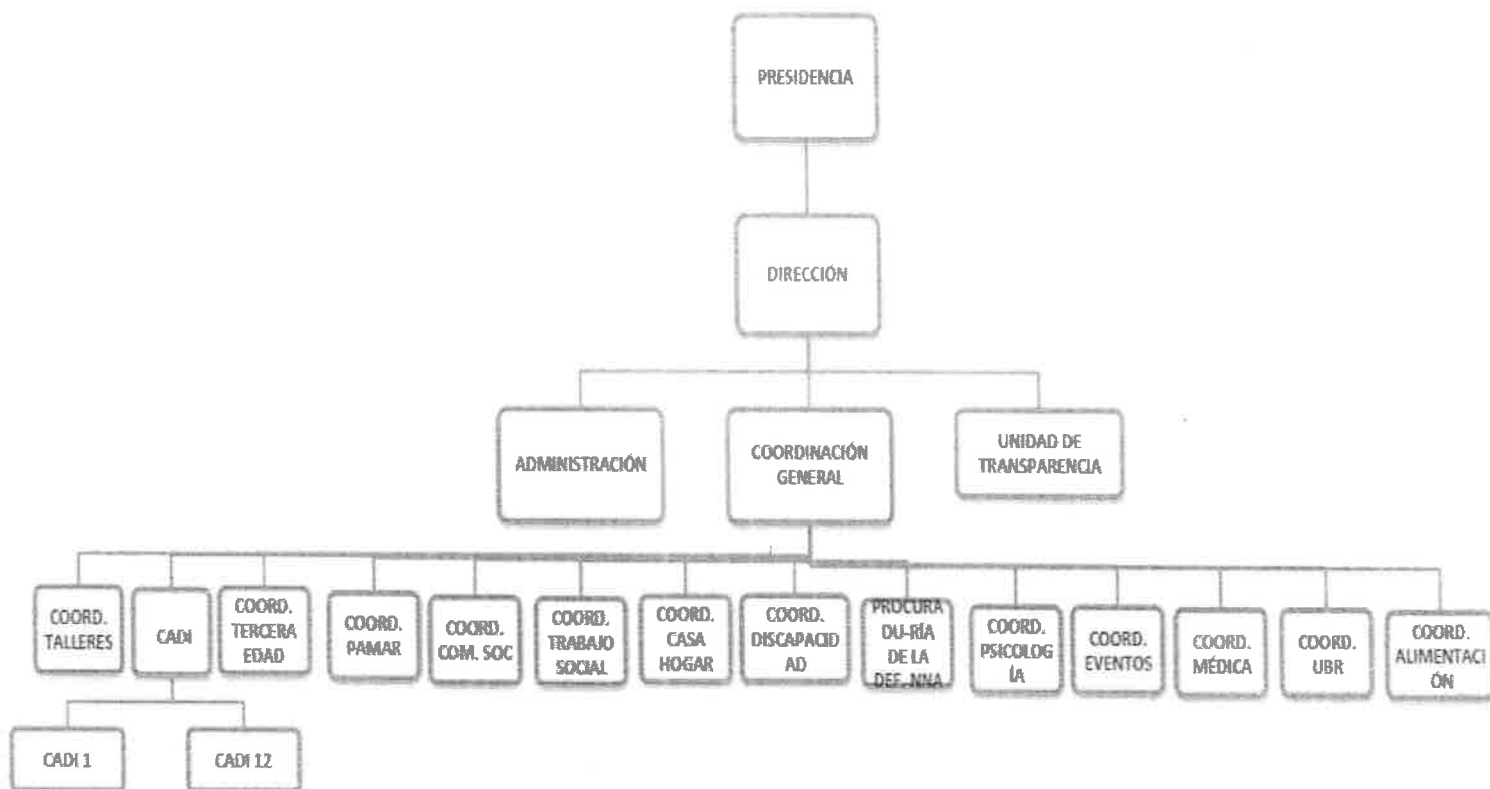 PRESIDENCIA
DIRECCIÓN
ADMINISTRACIÓN
COORDINACIÓN
GENERAL
UNIDAD DE
TRANSPARENCIA
COORD.
TALLERES
CADI
COORD.
TERCERA
EDAD
COORD.
PAMAR
COORD.
COM. SOC
COORD.
TRABAJO
SOCIAL
COORD.
CASA
HOGAR
COORD.
DISCAPACID
AD
PROCURA
DU-RÍA
DE LA
DEF. NNA
COORD.
PSICOLOG
ÍA
COORD.
EVENTOS
COORD.
MÉDICA
COORD.
UBR
COORD.
ALIMENTACI
ÓN
CADI 1
CADI 12